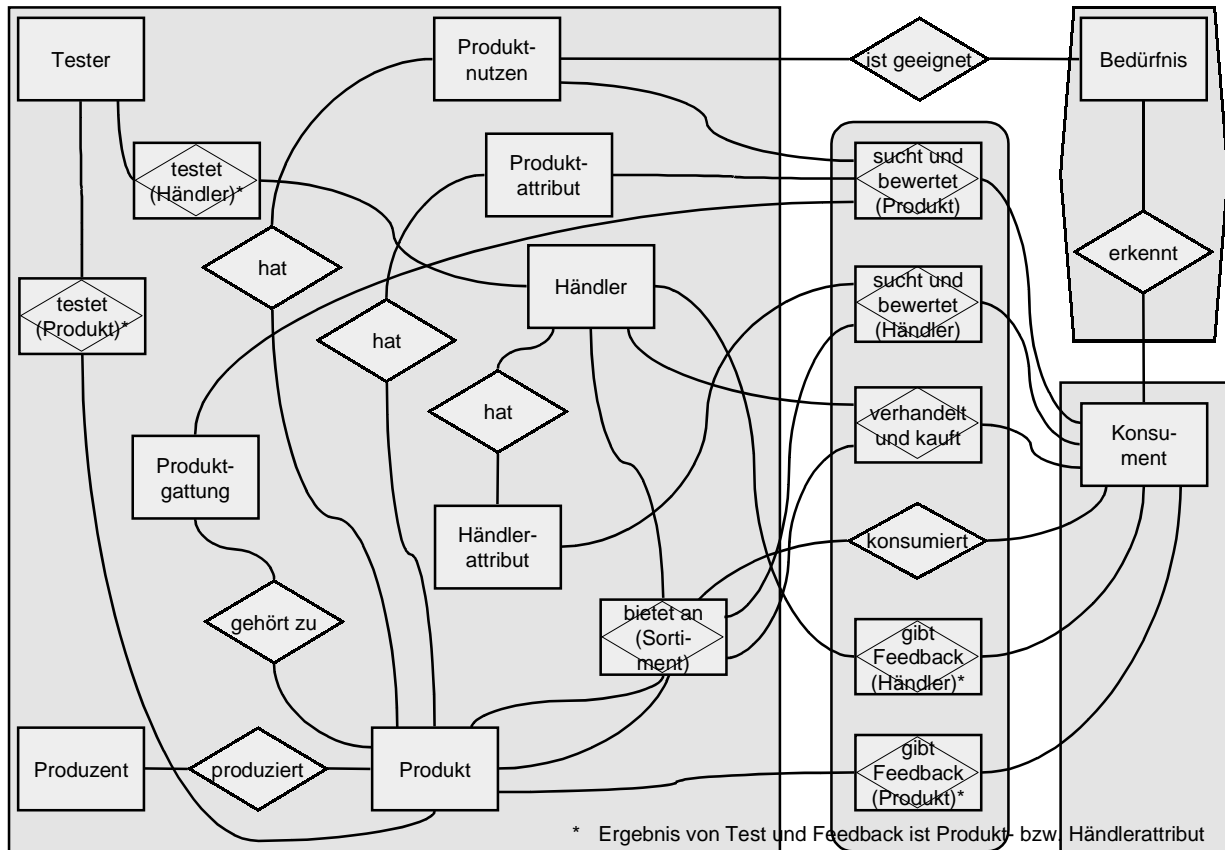 Tester
Produkt-
nutzen
ist geeignet
Bedürfnis
testet
(Händler)*
Produkt-
attribut
sucht und
bewertet
(Produkt)
hat
Händler
erkennt
testet
(Produkt)*
hat
sucht und
bewertet
(Händler)
hat
verhandelt
und kauft
Konsu-
ment
Produkt-
gattung
Händler-
attribut
konsumiert
gehört zu
bietet an
(Sorti-
ment)
gibt
Feedback
(Händler)*
Produzent
produziert
Produkt
gibt
Feedback
(Produkt)*
* Ergebnis von Test und Feedback ist Produkt- bzw. Händlerattribut